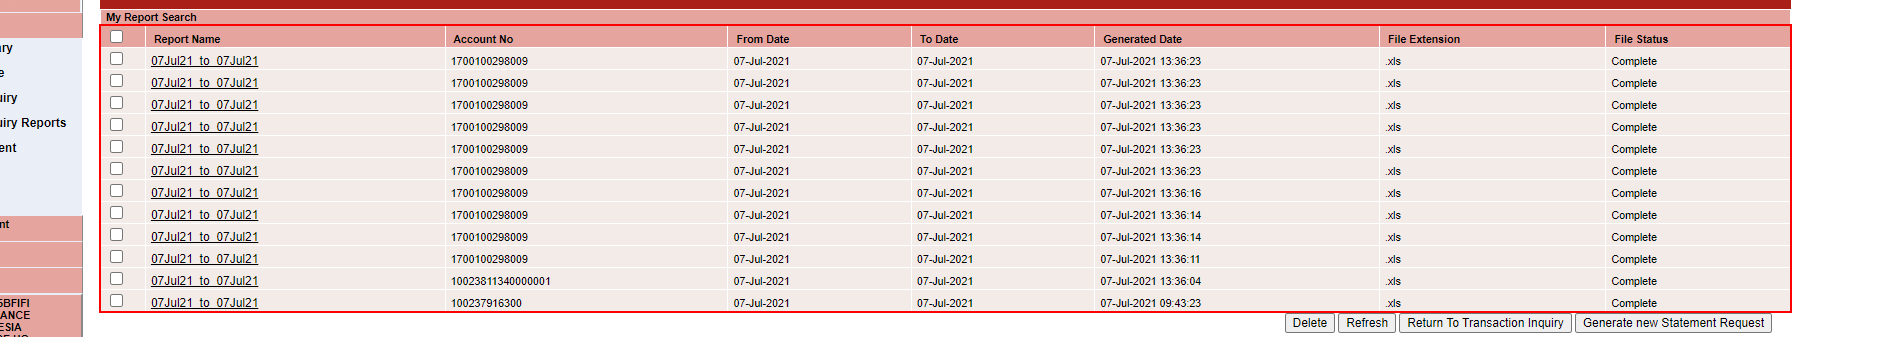 My Report Search
Report Name Account No From Date To Date Generated Date File Extension File Status
07Jul21_to_07Jul21 1700100298009 07-Jul-2021 07-Jul-2021 07-Jul-2021 13:36:23 .xls Complete
07Jul21_to_07Jul21 1700100298009 07-Jul-2021 07-Jul-2021 07-Jul-2021 13:36:23 .xls Complete
07Jul21_to_07Jul21 1700100298009 07-Jul-2021 07-Jul-2021 07-Jul-2021 13:36:23 .xls Complete
07Jul21_to_07Jul21 1700100298009 07-Jul-2021 07-Jul-2021 07-Jul-2021 13:36:23 .xls Complete
07Jul21_to_07Jul21 1700100298009 07-Jul-2021 07-Jul-2021 07-Jul-2021 13:36:23 .xls Complete
07Jul21_to_07Jul21 1700100298009 07-Jul-2021 07-Jul-2021 07-Jul-2021 13:36:23 .xls Complete
07Jul21_to_07Jul21 1700100298009 07-Jul-2021 07-Jul-2021 07-Jul-2021 13:36:16 .xls Complete
07Jul21_to_07Jul21 1700100298009 07-Jul-2021 07-Jul-2021 07-Jul-2021 13:36:14 .xls Complete
07Jul21_to_07Jul21 1700100298009 07-Jul-2021 07-Jul-2021 07-Jul-2021 13:36:14 .xls Complete
07Jul21_to_07Jul21 1700100298009 07-Jul-2021 07-Jul-2021 07-Jul-2021 13:36:11 .xls Complete
07Jul21_to_07Jul21 10023811340000001 07-Jul-2021 07-Jul-2021 07-Jul-2021 13:36:04 .xls Complete
07Jul21_to_07Jul21 100237916300 07-Jul-2021 07-Jul-2021 07-Jul-2021 09:43:23 .xls Complete
Delete Refresh Return To Transaction Inquiry Generate new Statement Request
ry
e
iry
iry Reports
ent
nt
BFIFI
ANCE
ESIA